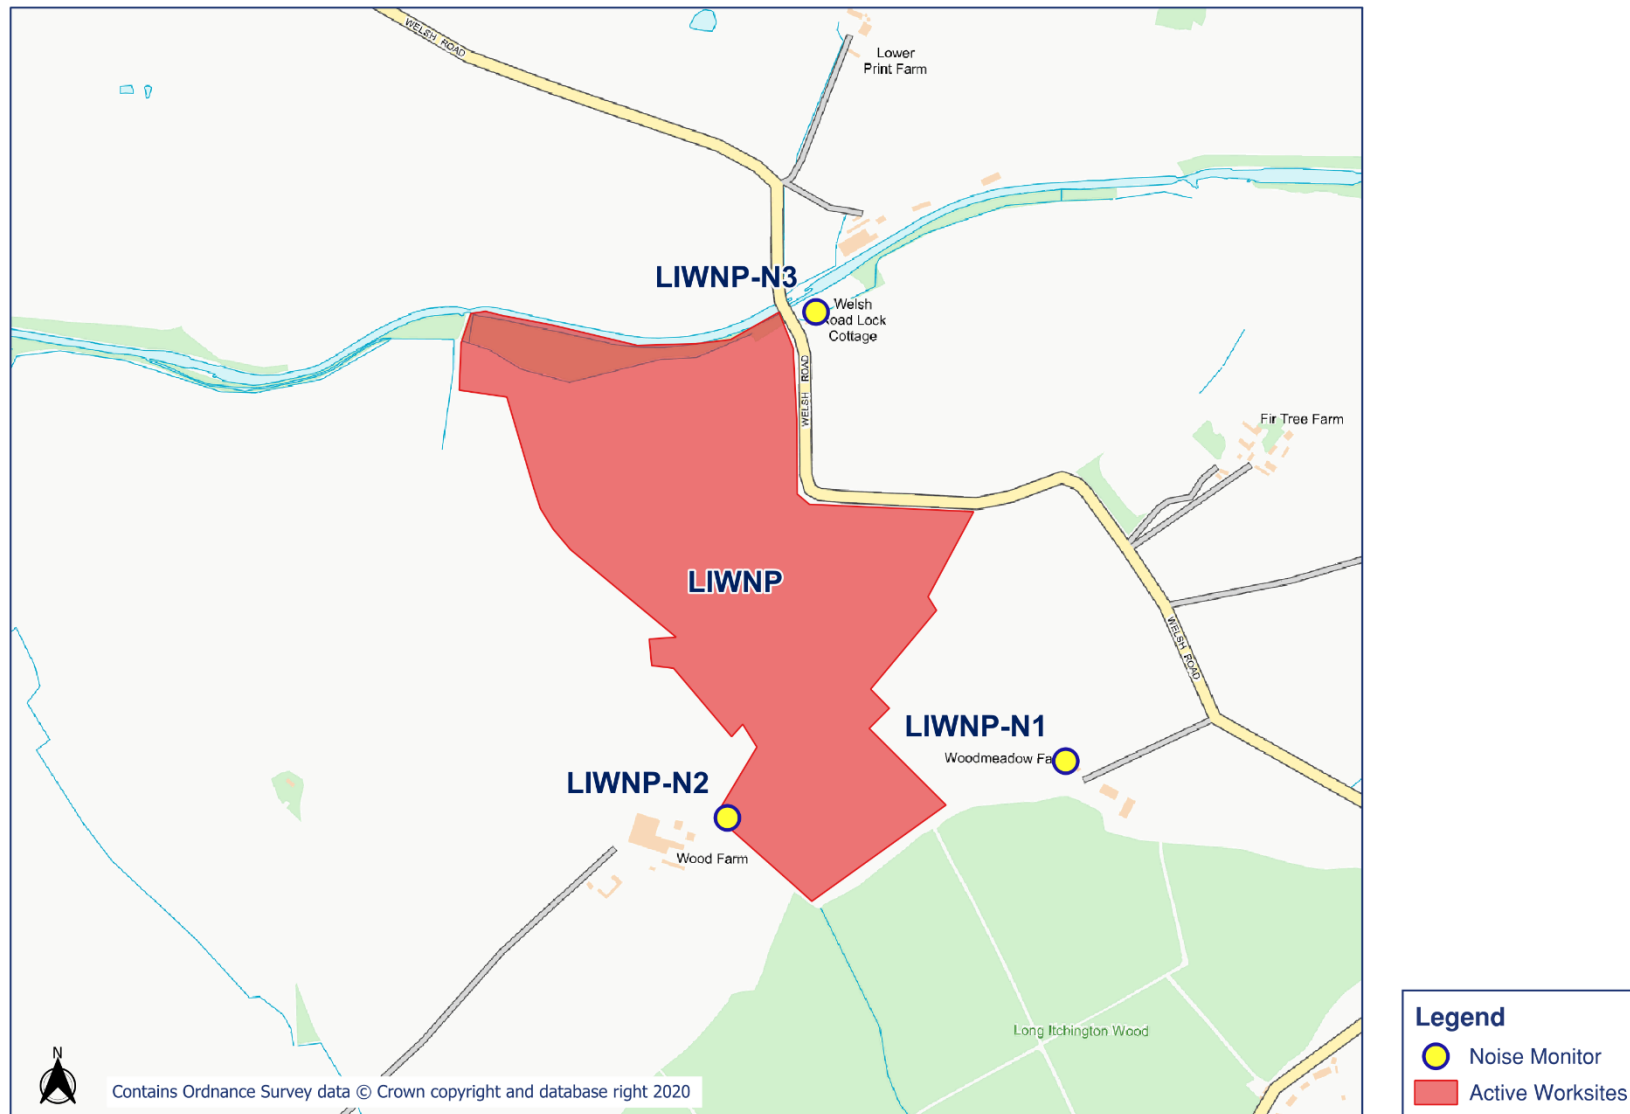 WELSH ROAD
Lower
Print Farm
LIWNP-N3
Welsh
Road Lock
Cottage
WELSH ROAD
Fir Tree Farm
LIWNP
WELSH ROAD
LIWNP-N1
Woodmeadow Fa
LIWNP-N2
Wood Farm
Long Itchington Wood
N
Contains Ordnance Survey data © Crown copyright and database right 2020
Legend
Noise Monitor
Active Worksites